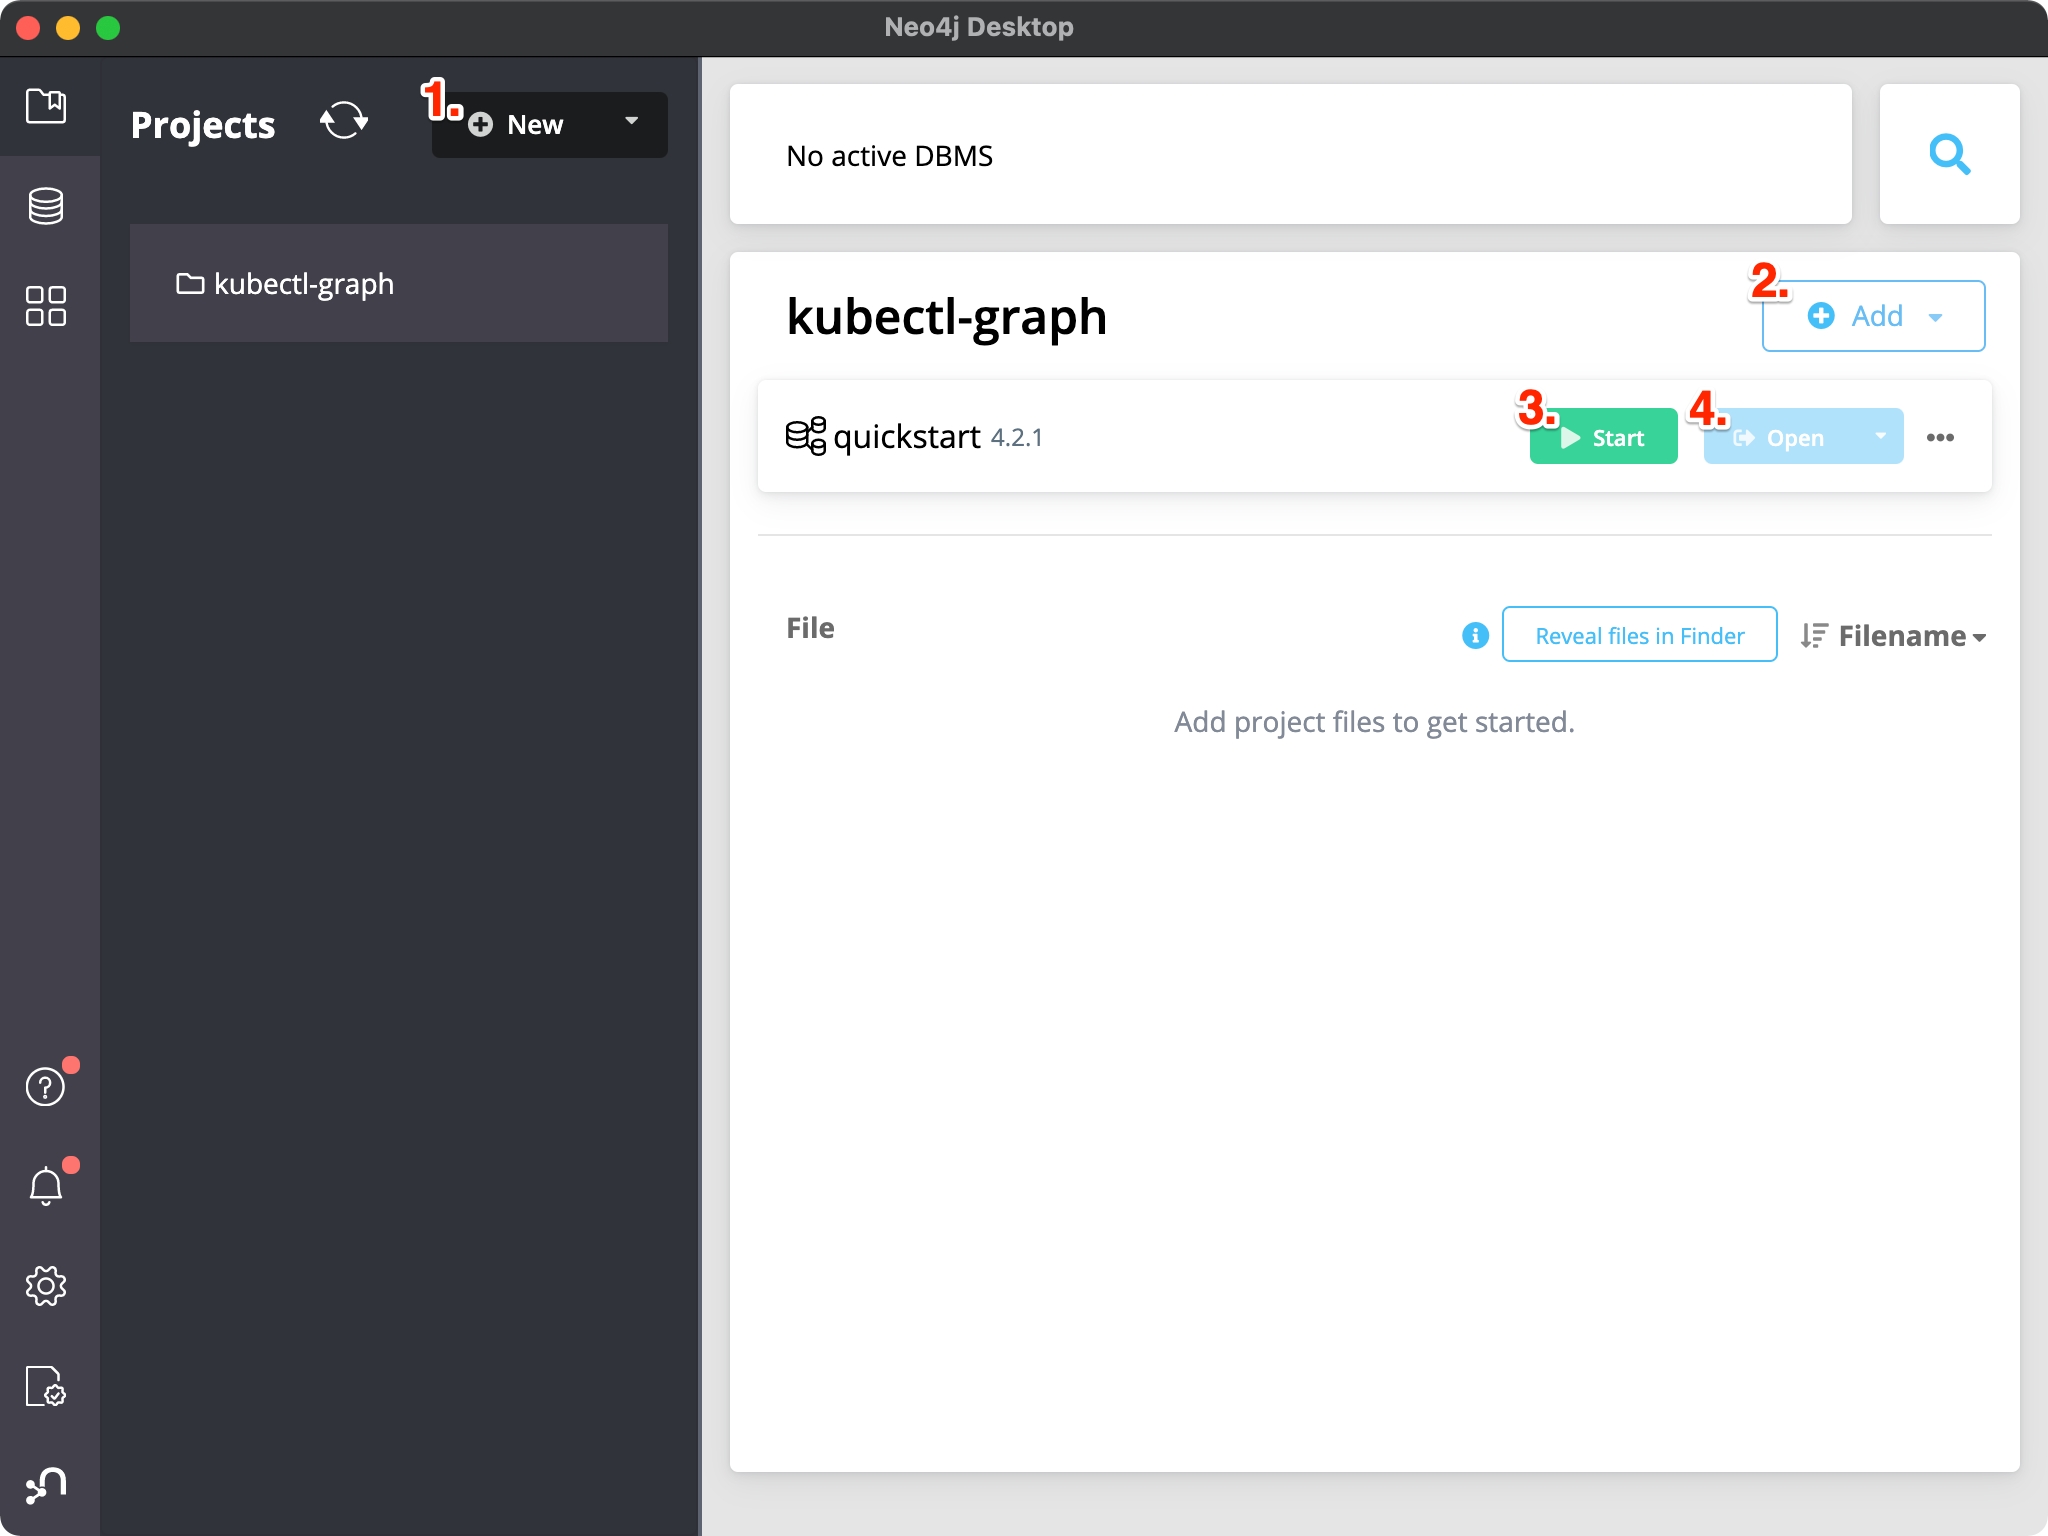 Neo4j Desktop
Projects
1. New
kubectl-graph
No active DBMS
kubectl-graph
2. Add
quickstart 4.2.1
3. Start
4. Open
File
Reveal files in Finder
Filename
Add project files to get started.